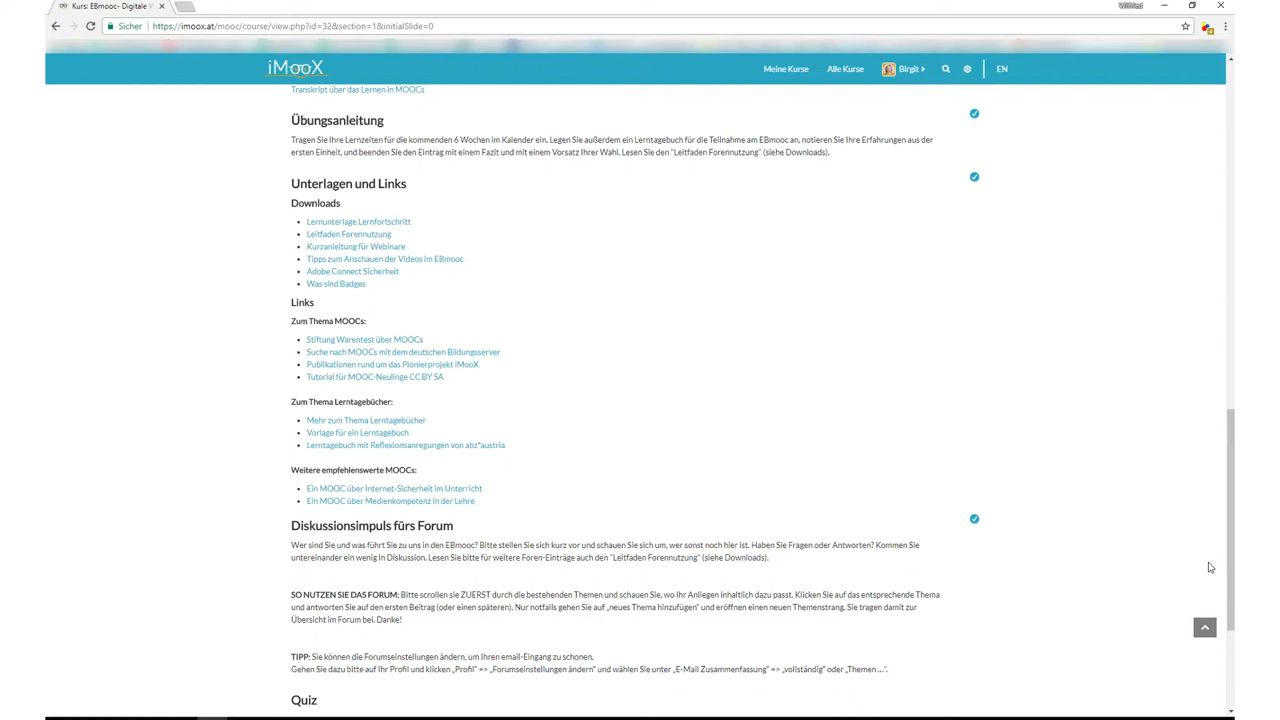 Kurs: EBmooc- Digitale
Wilfried
Sicher
https://imoox.at/mooc/course/view.php?id=32&section=1&initialSlide=0
iMooX
Meine Kurse
Alle Kurse
Birgit
EN
Transkript über das Lernen in MOOCs
Übungsanleitung
Tragen Sie Ihre Lernzeiten für die kommenden 6 Wochen im Kalender ein. Legen Sie außerdem ein Lerntagebuch für die Teilnahme am EBmooc an, notieren Sie Ihre Erfahrungen aus der
ersten Einheit, und beenden Sie den Eintrag mit einem Fazit und mit einem Vorsatz Ihrer Wahl. Lesen Sie den "Leitfaden Forennutzung" (siehe Downloads).
Unterlagen und Links
Downloads
Lernunterlage Lernfortschritt
Leitfaden Forennutzung
Kurzanleitung für Webinare
Tipps zum Anschauen der Videos im EBmooc
Adobe Connect Sicherheit
Was sind Badges
Links
Zum Thema MOOCs:
Stiftung Warentest über MOOCs
Suche nach MOOCs mit dem deutschen Bildungsserver
Publikationen rund um das Pionierprojekt iMooX
Tutorial für MOOC-Neulinge CC BY SA
Zum Thema Lerntagebücher:
Mehr zum Thema Lerntagebücher
Vorlage für ein Lerntagebuch
Lerntagebuch mit Reflexionsanregungen von abz*austria
Weitere empfehlenswerte MOOCs:
Ein MOOC über Internet-Sicherheit im Unterricht
Ein MOOC über Medienkompetenz in der Lehre
Diskussionsimpuls fürs Forum
Wer sind Sie und was führt Sie zu uns in den EBmooc? Bitte stellen Sie sich kurz vor und schauen Sie sich um, wer sonst noch hier ist. Haben Sie Fragen oder Antworten? Kommen Sie
untereinander ein wenig in Diskussion. Lesen Sie bitte für weitere Foren-Einträge auch den "Leitfaden Forennutzung" (siehe Downloads).
SO NUTZEN SIE DAS FORUM: Bitte scrollen sie ZUERST durch die bestehenden Themen und schauen Sie, wo Ihr Anliegen inhaltlich dazu passt. Klicken Sie auf das entsprechende Thema
und antworten Sie auf den ersten Beitrag (oder einen späteren). Nur notfalls gehen Sie auf „neues Thema hinzufügen" und eröffnen einen neuen Themenstrang. Sie tragen damit zur
Übersicht im Forum bei. Danke!
TIPP: Sie können die Forumseinstellungen ändern, um Ihren email-Eingang zu schonen.
Gehen Sie dazu bitte auf Ihr Profil und klicken „Profil" => „Forumseinstellungen ändern" und wählen Sie unter „E-Mail Zusammenfassung" => „vollständig" oder „Themen ...".
Quiz